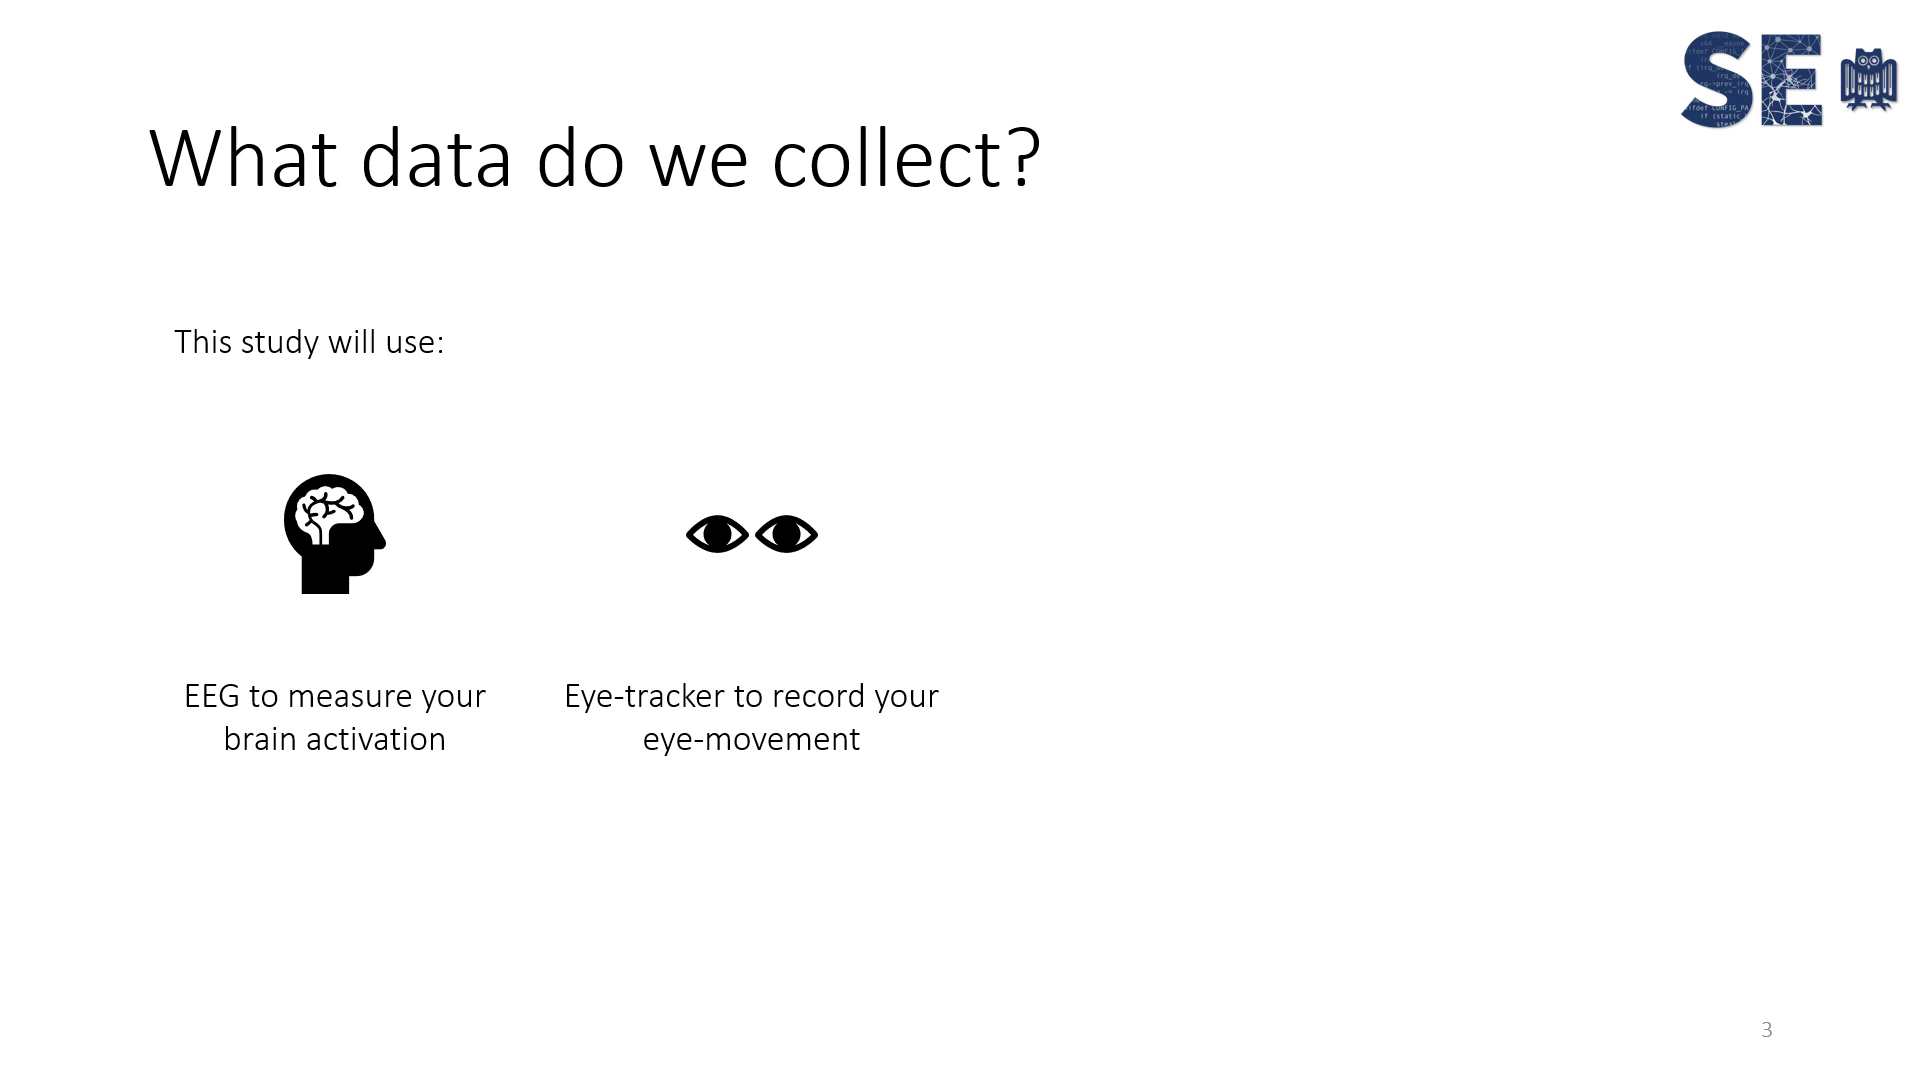 SE
What data do we collect?
This study will use:
EEG to measure your
brain activation
Eye-tracker to record your
eye-movement
3